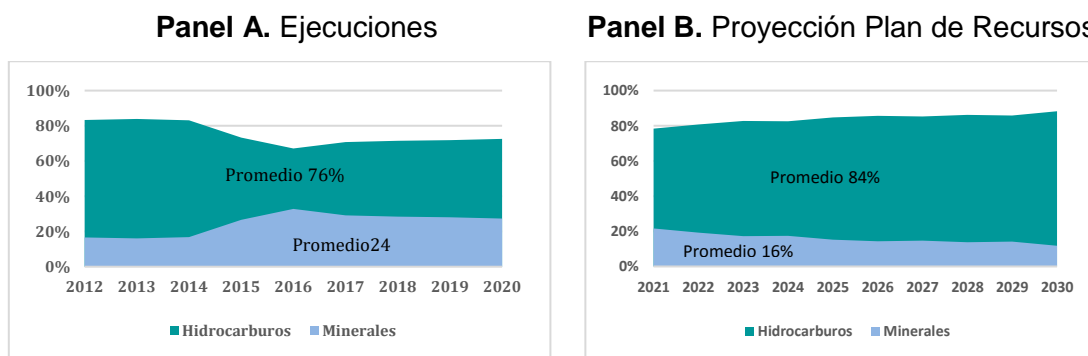 Panel A. Ejecuciones
100%
80%
60%
40%
20%
0%
Promedio 76%
Promedio24
2012 2013 2014 2015 2016 2017 2018 2019 2020
Hidrocarburos Minerales
Panel B. Proyección Plan de Recursos
100%
80%
60%
40%
20%
0%
Promedio 84%
Promedio 16%
2021 2022 2023 2024 2025 2026 2027 2028 2029 2030
Hidrocarburos Minerales